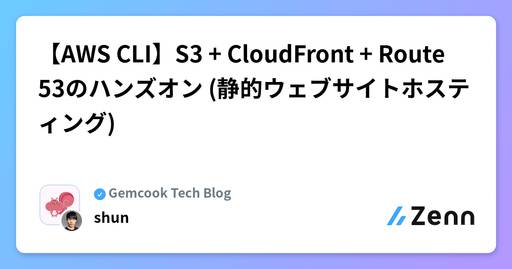 【AWS CLI】S3 + CloudFront + Route
53のハンズオン (静的ウェブサイトホステ
ィング)
Gemcook Tech Blog
shun
Zenn